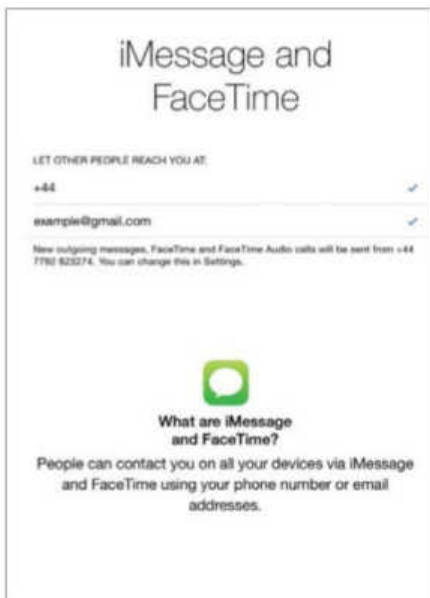 iMessage and
FaceTime
LET OTHER PEOPLE REACH YOU AT:
+44
example@gmail.com
New outgoing messages, FaceTime and FaceTime Audio calls will be sent from +44
You can change this in Settings.
What are iMessage
and FaceTime?
People can contact you on all your devices via iMessage
and FaceTime using your phone number or email
addresses.